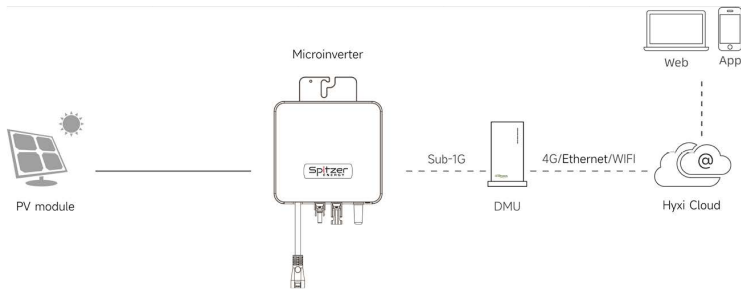 Microinverter
Web
App
Spitzer
ENERGY
Sub-1G
4G/Ethernet/WIFI
@
PV module
DMU
Hyxi Cloud